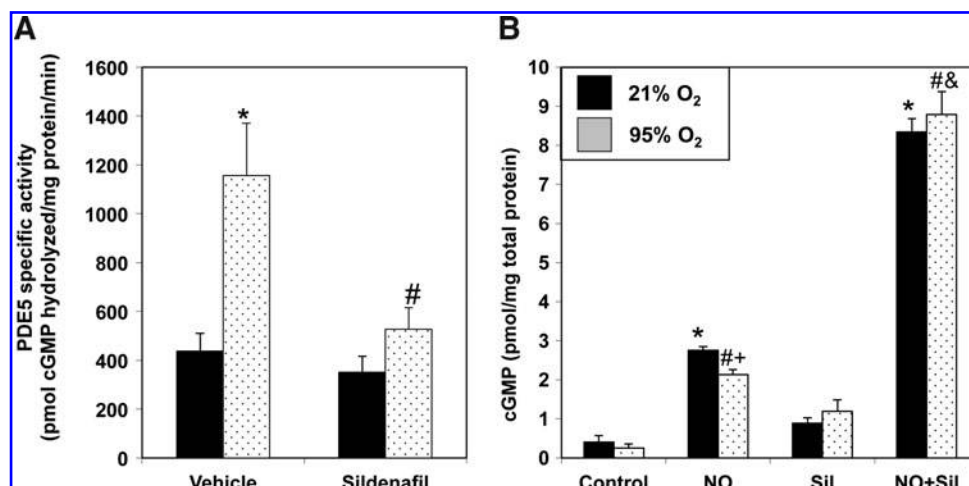 A
PDE5 specific activity
(pmol cGMP hydrolyzed/mg protein/min)
1600
1400
1200
1000
800
600
400
200
0
*
#
Vehicle
Sildenafil
B
cGMP (pmol/mg total protein)
10
9
8
7
6
5
4
3
2
1
0
21% O₂
95% O₂
*
#+
*
#&
Control
NO
Sil
NO+Sil